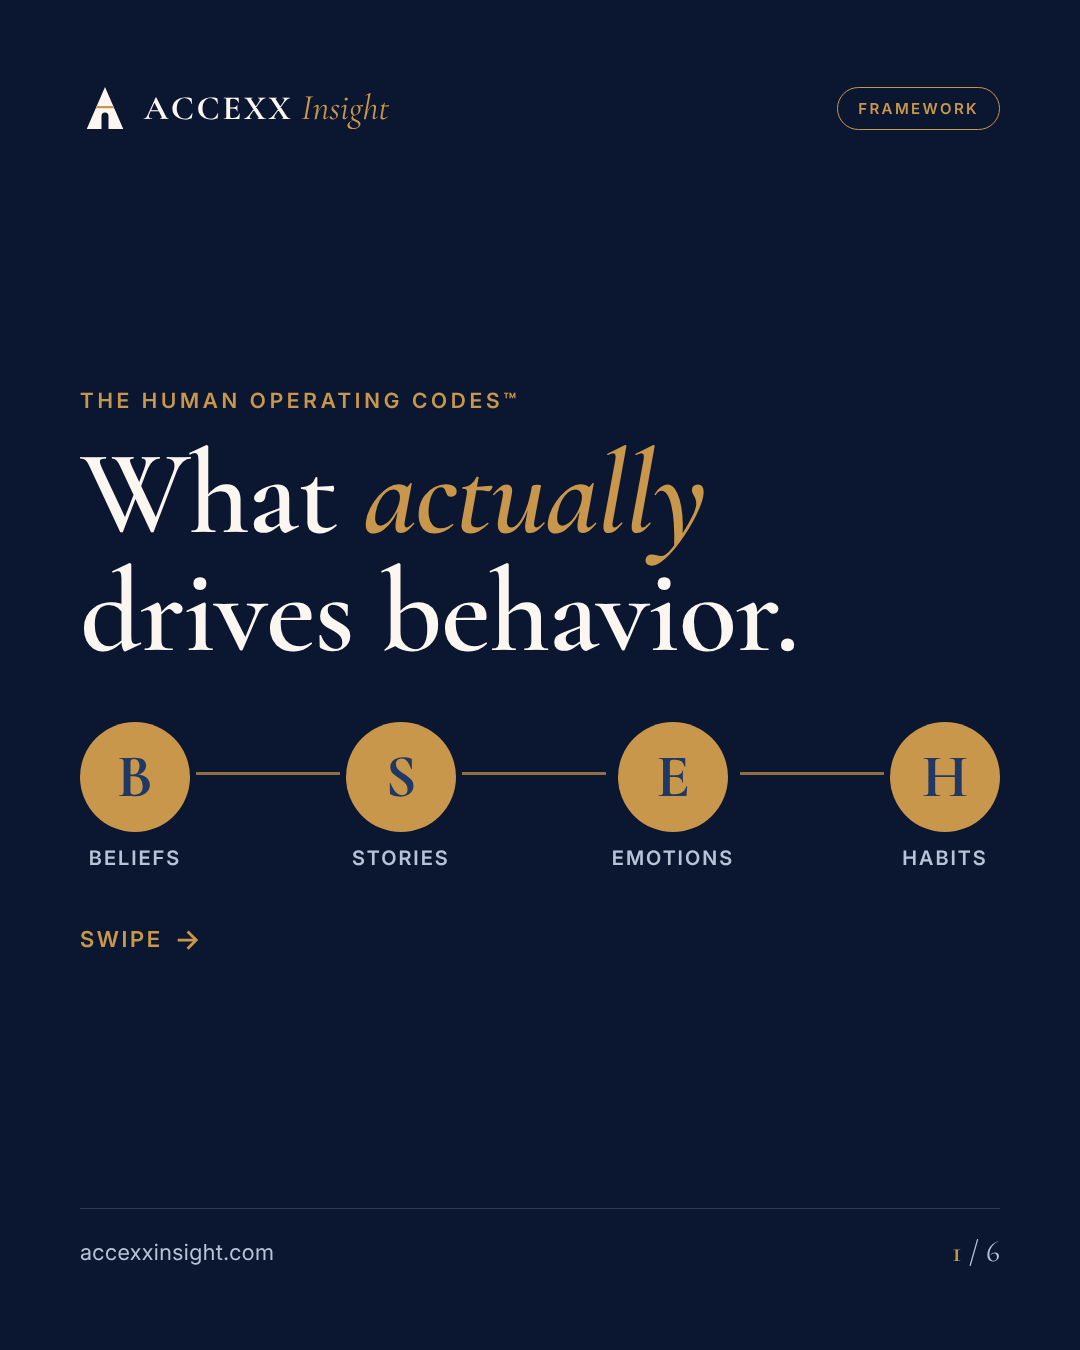 ACCEXX Insight
FRAMEWORK
THE HUMAN OPERATING CODES™
What actually
drives behavior.
B S E H
BELIEFS STORIES EMOTIONS HABITS
SWIPE →
accexxinsight.com
1 / 6